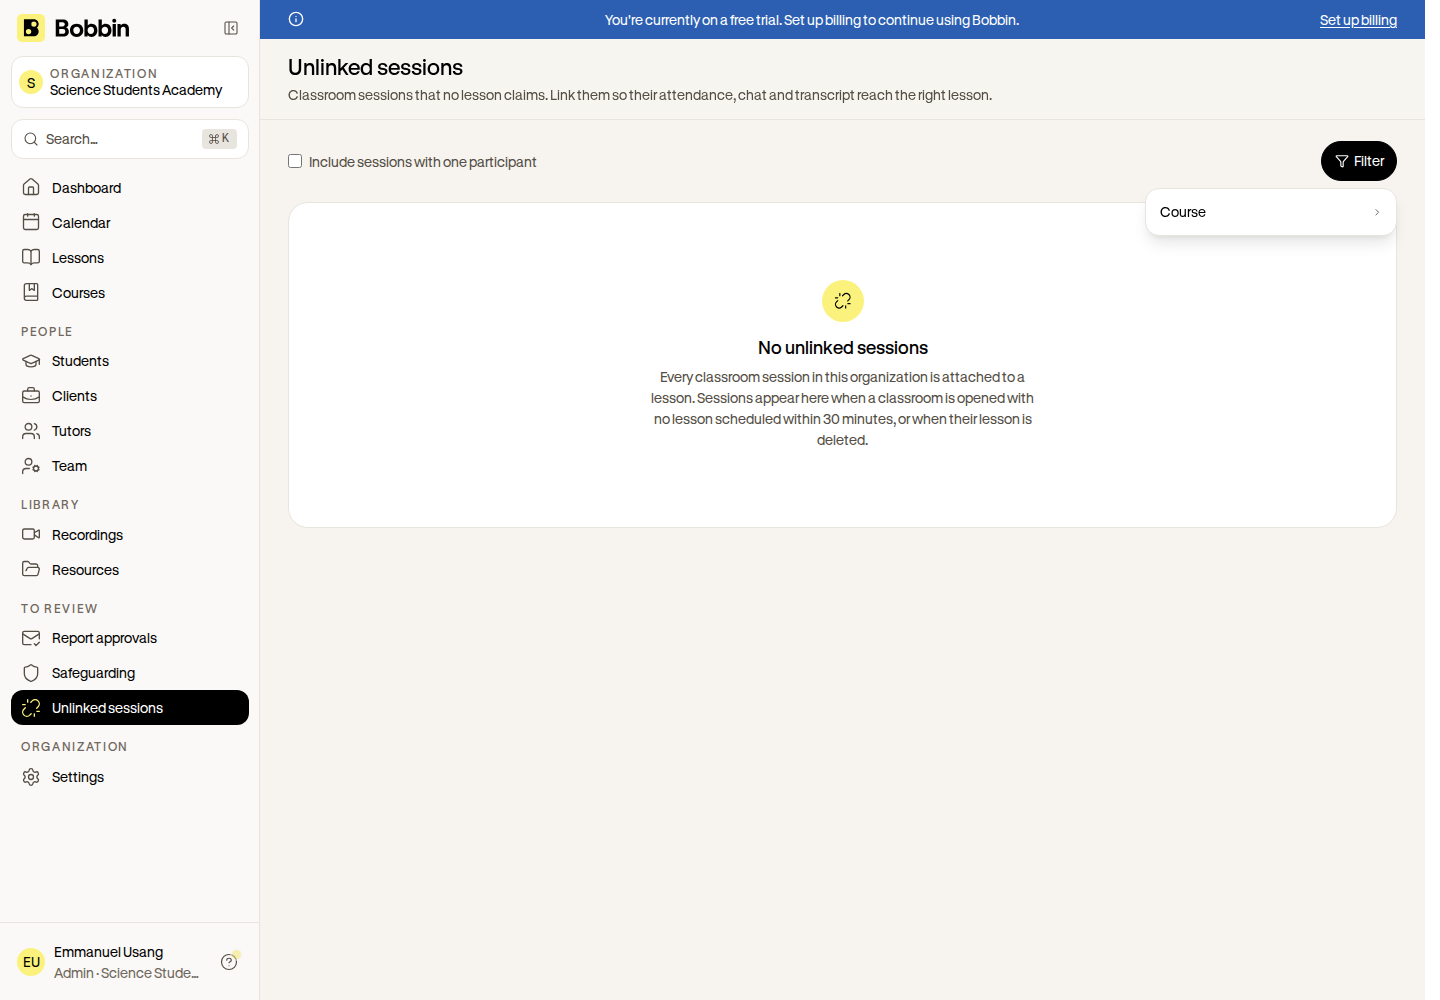 Bobbin
ORGANIZATION
S
Science Students Academy
Search...
⌘ K
Dashboard
Calendar
Lessons
Courses
PEOPLE
Students
Clients
Tutors
Team
LIBRARY
Recordings
Resources
TO REVIEW
Report approvals
Safeguarding
Unlinked sessions
ORGANIZATION
Settings
EU
Emmanuel Usang
Admin · Science Stude...
You're currently on a free trial. Set up billing to continue using Bobbin.
Set up billing
Unlinked sessions
Classroom sessions that no lesson claims. Link them so their attendance, chat and transcript reach the right lesson.
Include sessions with one participant
Filter
Course
No unlinked sessions
Every classroom session in this organization is attached to a
lesson. Sessions appear here when a classroom is opened with
no lesson scheduled within 30 minutes, or when their lesson is
deleted.